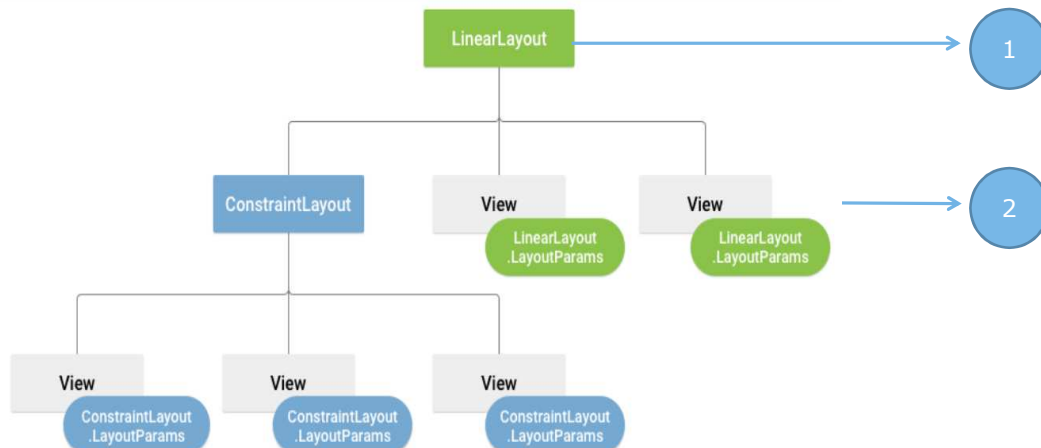 LinearLayout
1
ConstraintLayout
View
View
2
LinearLayout
.LayoutParams
LinearLayout
.LayoutParams
View
View
View
ConstraintLayout
.LayoutParams
ConstraintLayout
.LayoutParams
ConstraintLayout
.LayoutParams